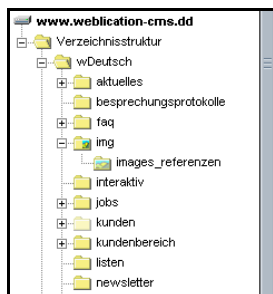 www.weblication-cms.dd
Verzeichnisstruktur
wDeutsch
aktuelles
besprechungsprotokolle
faq
img
images_referenzen
interaktiv
jobs
kunden
kundenbereich
listen
newsletter